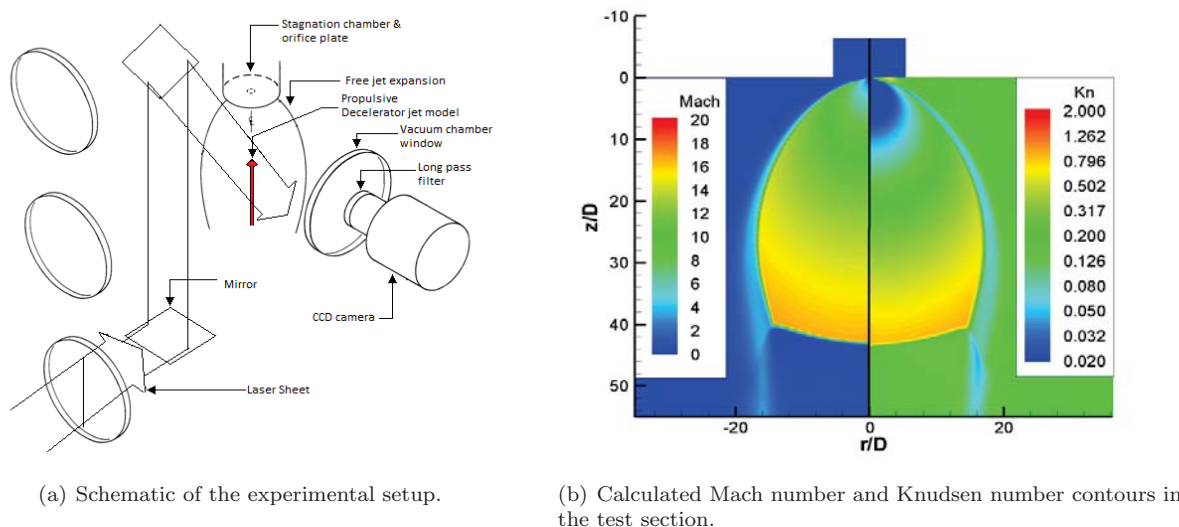 Stagnation chamber &
orifice plate
Free jet expansion
Propulsive
Decelerator jet model
Vacuum chamber
window
Long pass
filter
Mirror
CCD camera
Laser Sheet
(a) Schematic of the experimental setup.
-10
0
10
20
30
40
50
z/D
Mach
20
18
16
14
12
10
8
6
4
2
0
Kn
2.000
1.262
0.796
0.502
0.317
0.200
0.126
0.080
0.050
0.032
0.020
-20
0
20
r/D
(b) Calculated Mach number and Knudsen number contours in
the test section.